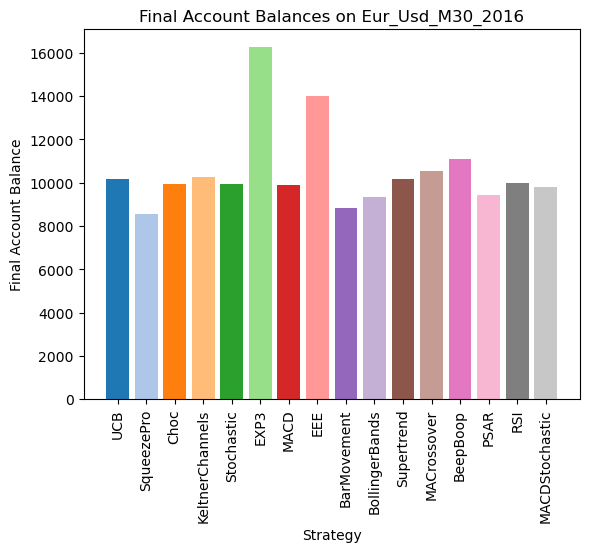 Final Account Balances on Eur_Usd_M30_2016
Final Account Balance
16000
14000
12000
10000
8000
6000
4000
2000
0
UCB
SqueezePro
Choc
KeltnerChannels
Stochastic
EXP3
MACD
EEE
BarMovement
BollingerBands
Supertrend
MACrossover
BeepBoop
PSAR
RSI
MACDStochastic
Strategy